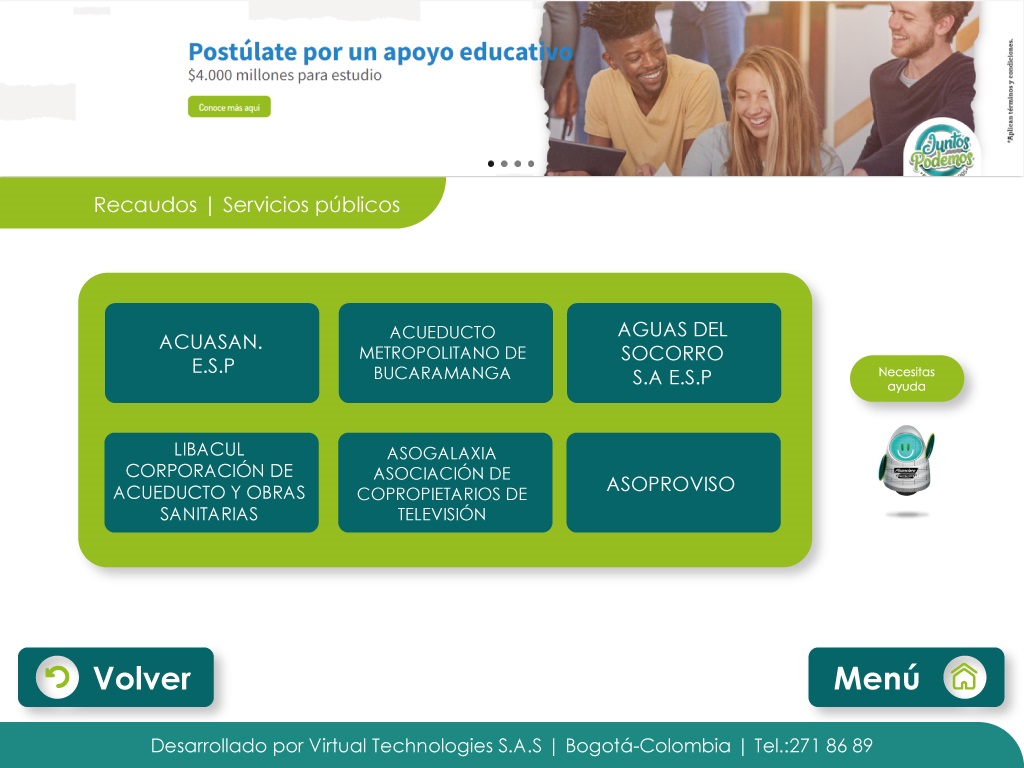 Postúlate por un apoyo educativo
$4.000 millones para estudio
Conoce más aquí
*Aplican términos y condiciones.
Juntos
Podemos
Recaudos | Servicios públicos
ACUASAN.
E.S.P
ACUEDUCTO
METROPOLITANO DE
BUCARAMANGA
AGUAS DEL
SOCORRO
S.A E.S.P
Necesitas
ayuda
LIBACUL
CORPORACIÓN DE
ACUEDUCTO Y OBRAS
SANITARIAS
ASOGALAXIA
ASOCIACIÓN DE
COPROPIETARIOS DE
TELEVISIÓN
ASOPROVISO
Volver
Menú
Desarrollado por Virtual Technologies S.A.S | Bogotá-Colombia | Tel.:271 86 89